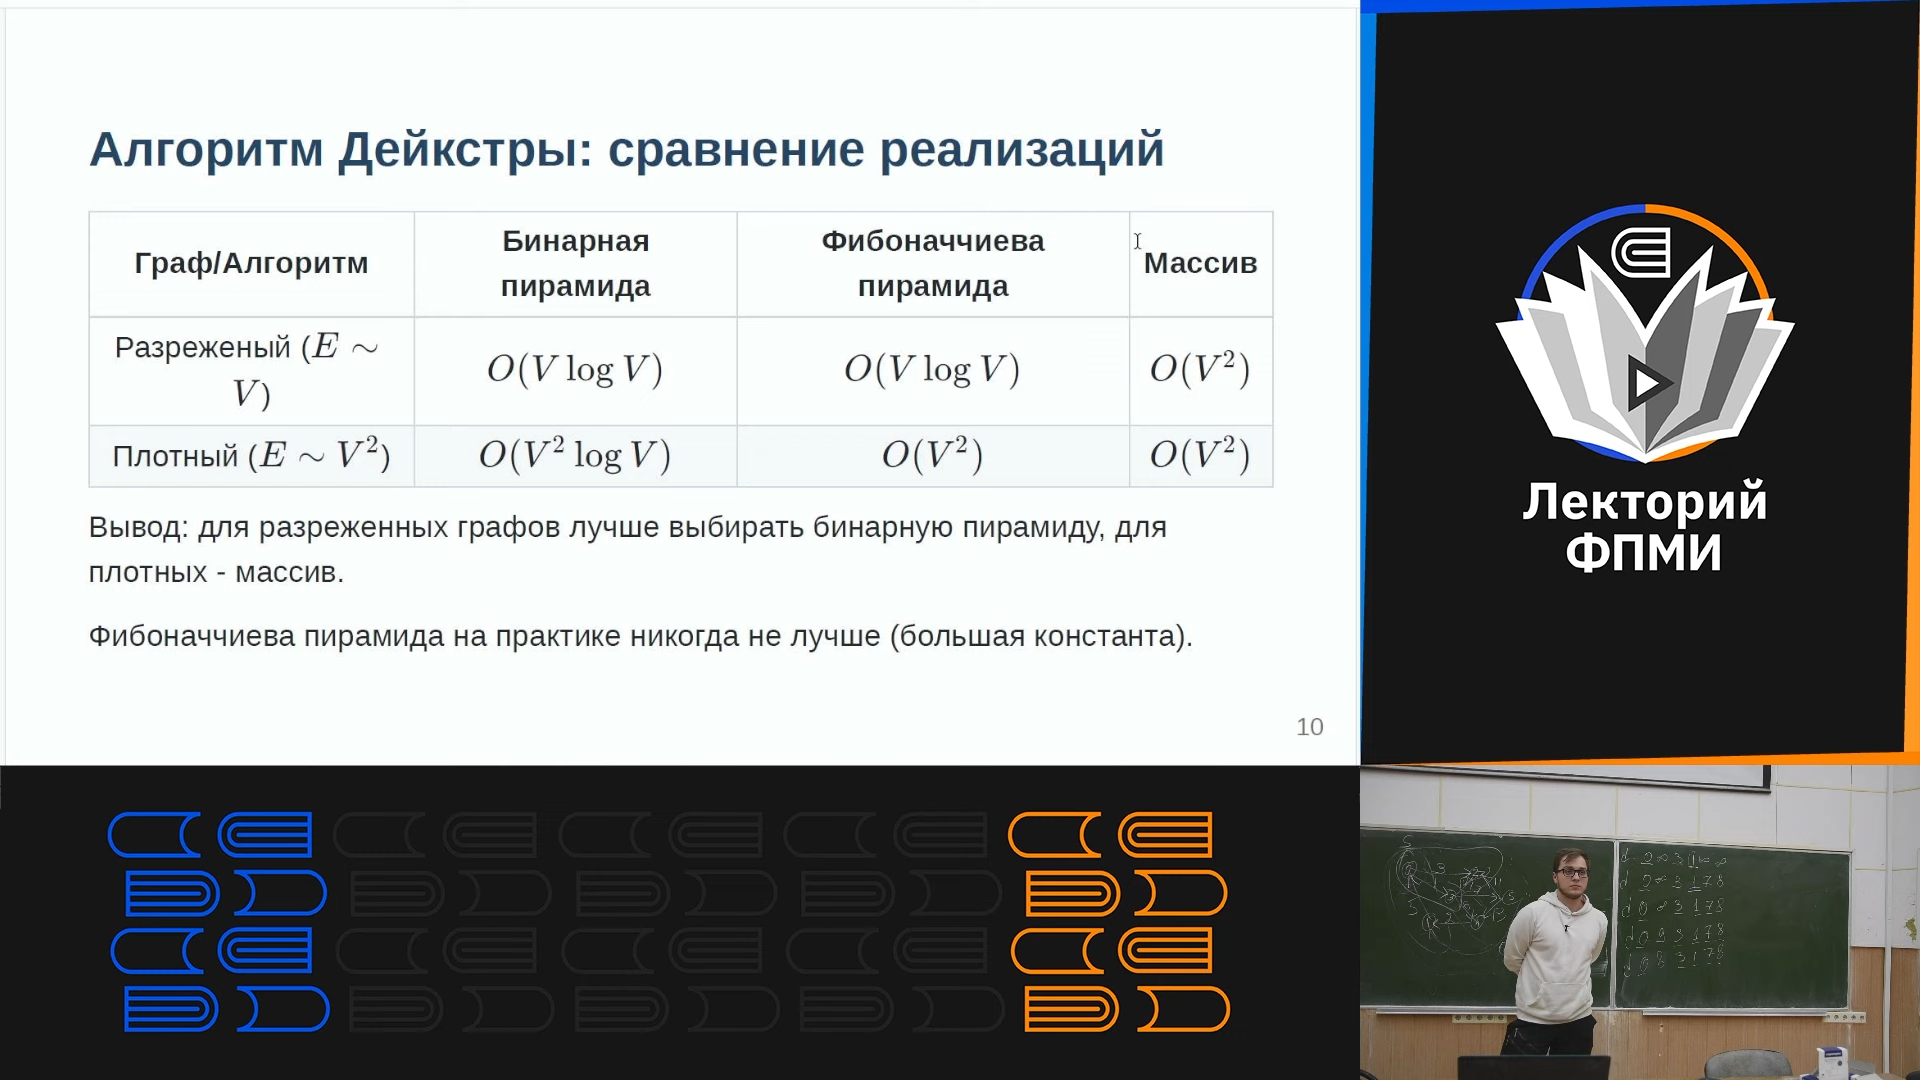 Алгоритм Дейкстры: сравнение реализаций
Граф/Алгоритм
Бинарная
пирамида
Фибоначчиева
пирамида
Массив
Разреженый (E ∼
V)
O(V log V)
O(V log V)
O(V²)
Плотный (E ∼ V²)
O(V² log V)
O(V²)
O(V²)
Вывод: для разреженных графов лучше выбирать бинарную пирамиду, для
плотных - массив.
Фибоначчиева пирамида на практике никогда не лучше (большая константа).
10
Лекторий
ФПМИ